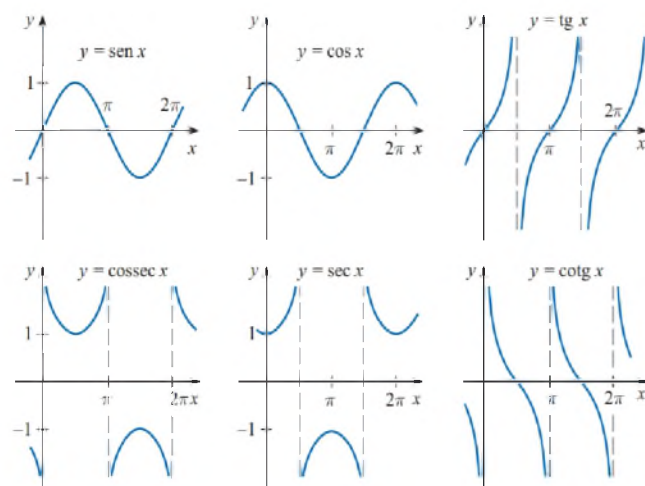 y
y = sen x
1
π
2π
x
−1
y
y = cos x
1
π
2π
x
−1
y
y = tg x
2π
π
x
y
y = cossec x
1
π
2π x
−1
y
y = sec x
1
π
2π
x
−1
y
y = cotg x
π
2π
x